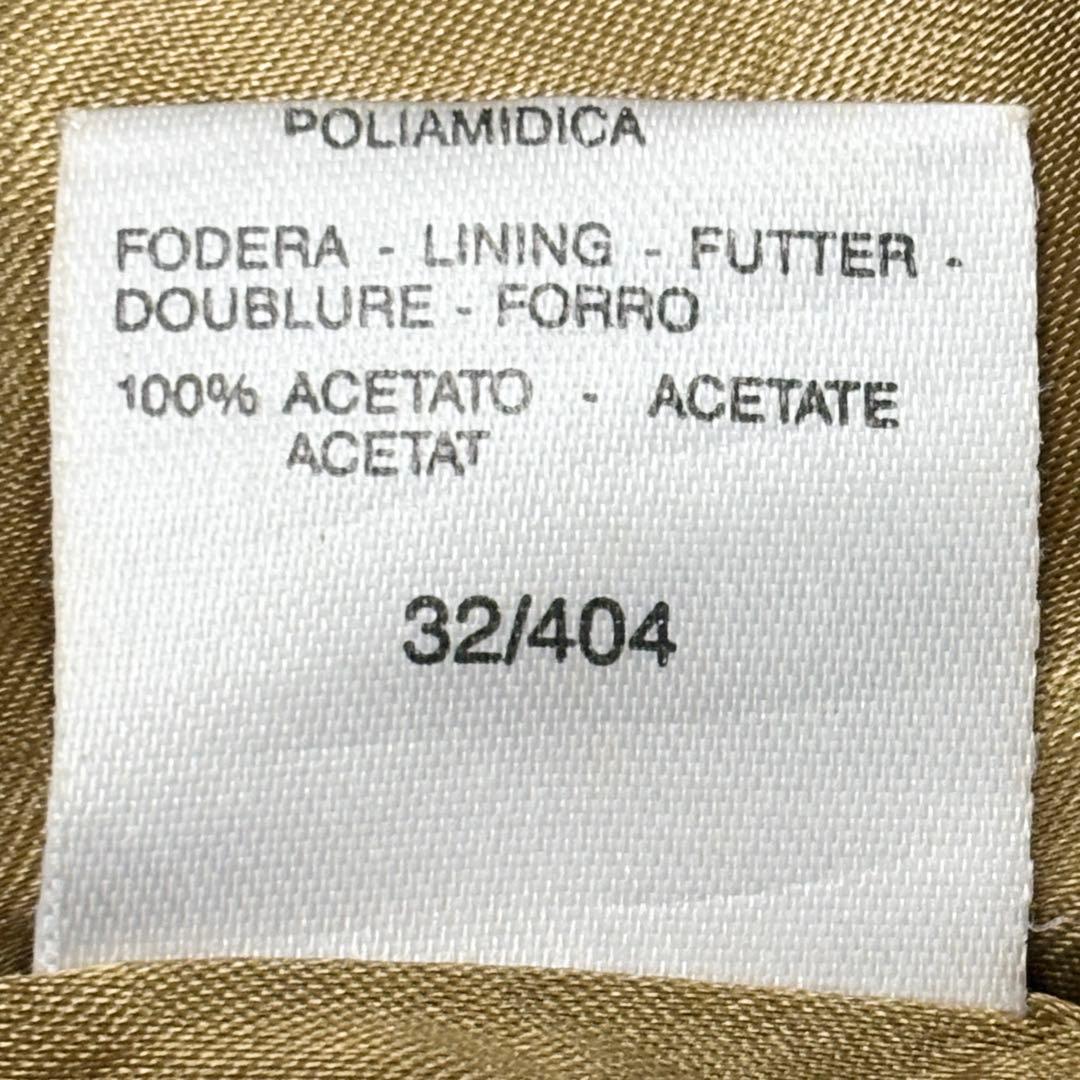 POLIAMIDICA
FODERA - LINING - FUTTER -
DOUBLURE - FORRO
100% ACETATO - ACETATE
ACETAT
32/404